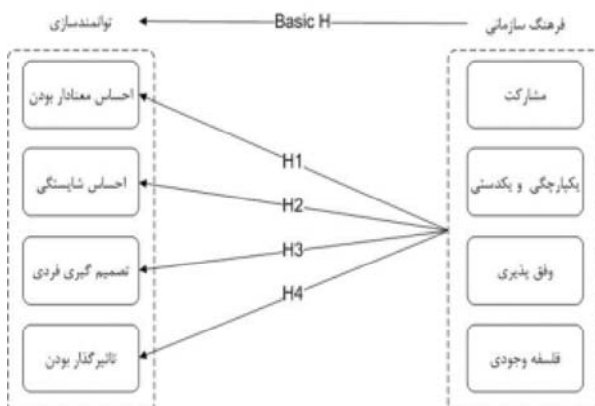 فرهنگ سازمانی
Basic H
توانمندسازی
مشارکت
یکپارچگی و یکدستی
وفق پذیری
فلسفه وجودی
H1
H2
H3
H4
احساس معنادار بودن
احساس شایستگی
تصمیم گیری فردی
تاثیرگذار بودن